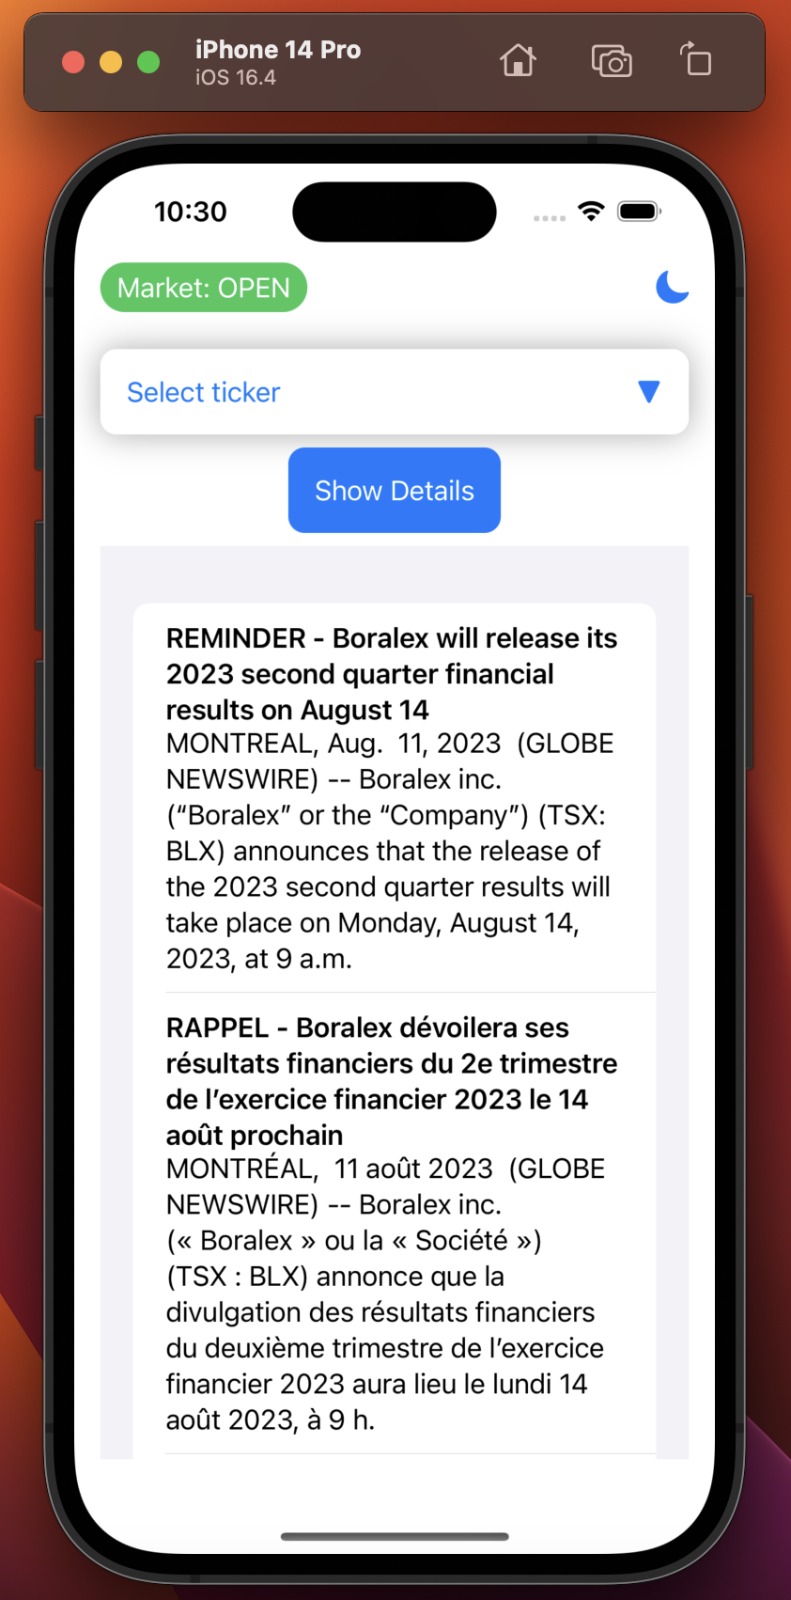 iPhone 14 Pro
iOS 16.4
10:30
Market: OPEN
Select ticker
Show Details
REMINDER - Boralex will release its
2023 second quarter financial
results on August 14
MONTREAL, Aug.  11, 2023  (GLOBE
NEWSWIRE) -- Boralex inc.
(“Boralex” or the “Company”) (TSX:
BLX) announces that the release of
the 2023 second quarter results will
take place on Monday, August 14,
2023, at 9 a.m.
RAPPEL - Boralex dévoilera ses
résultats financiers du 2e trimestre
de l’exercice financier 2023 le 14
août prochain
MONTRÉAL,  11 août 2023  (GLOBE
NEWSWIRE) -- Boralex inc.
(« Boralex » ou la « Société »)
(TSX : BLX) annonce que la
divulgation des résultats financiers
du deuxième trimestre de l’exercice
financier 2023 aura lieu le lundi 14
août 2023, à 9 h.